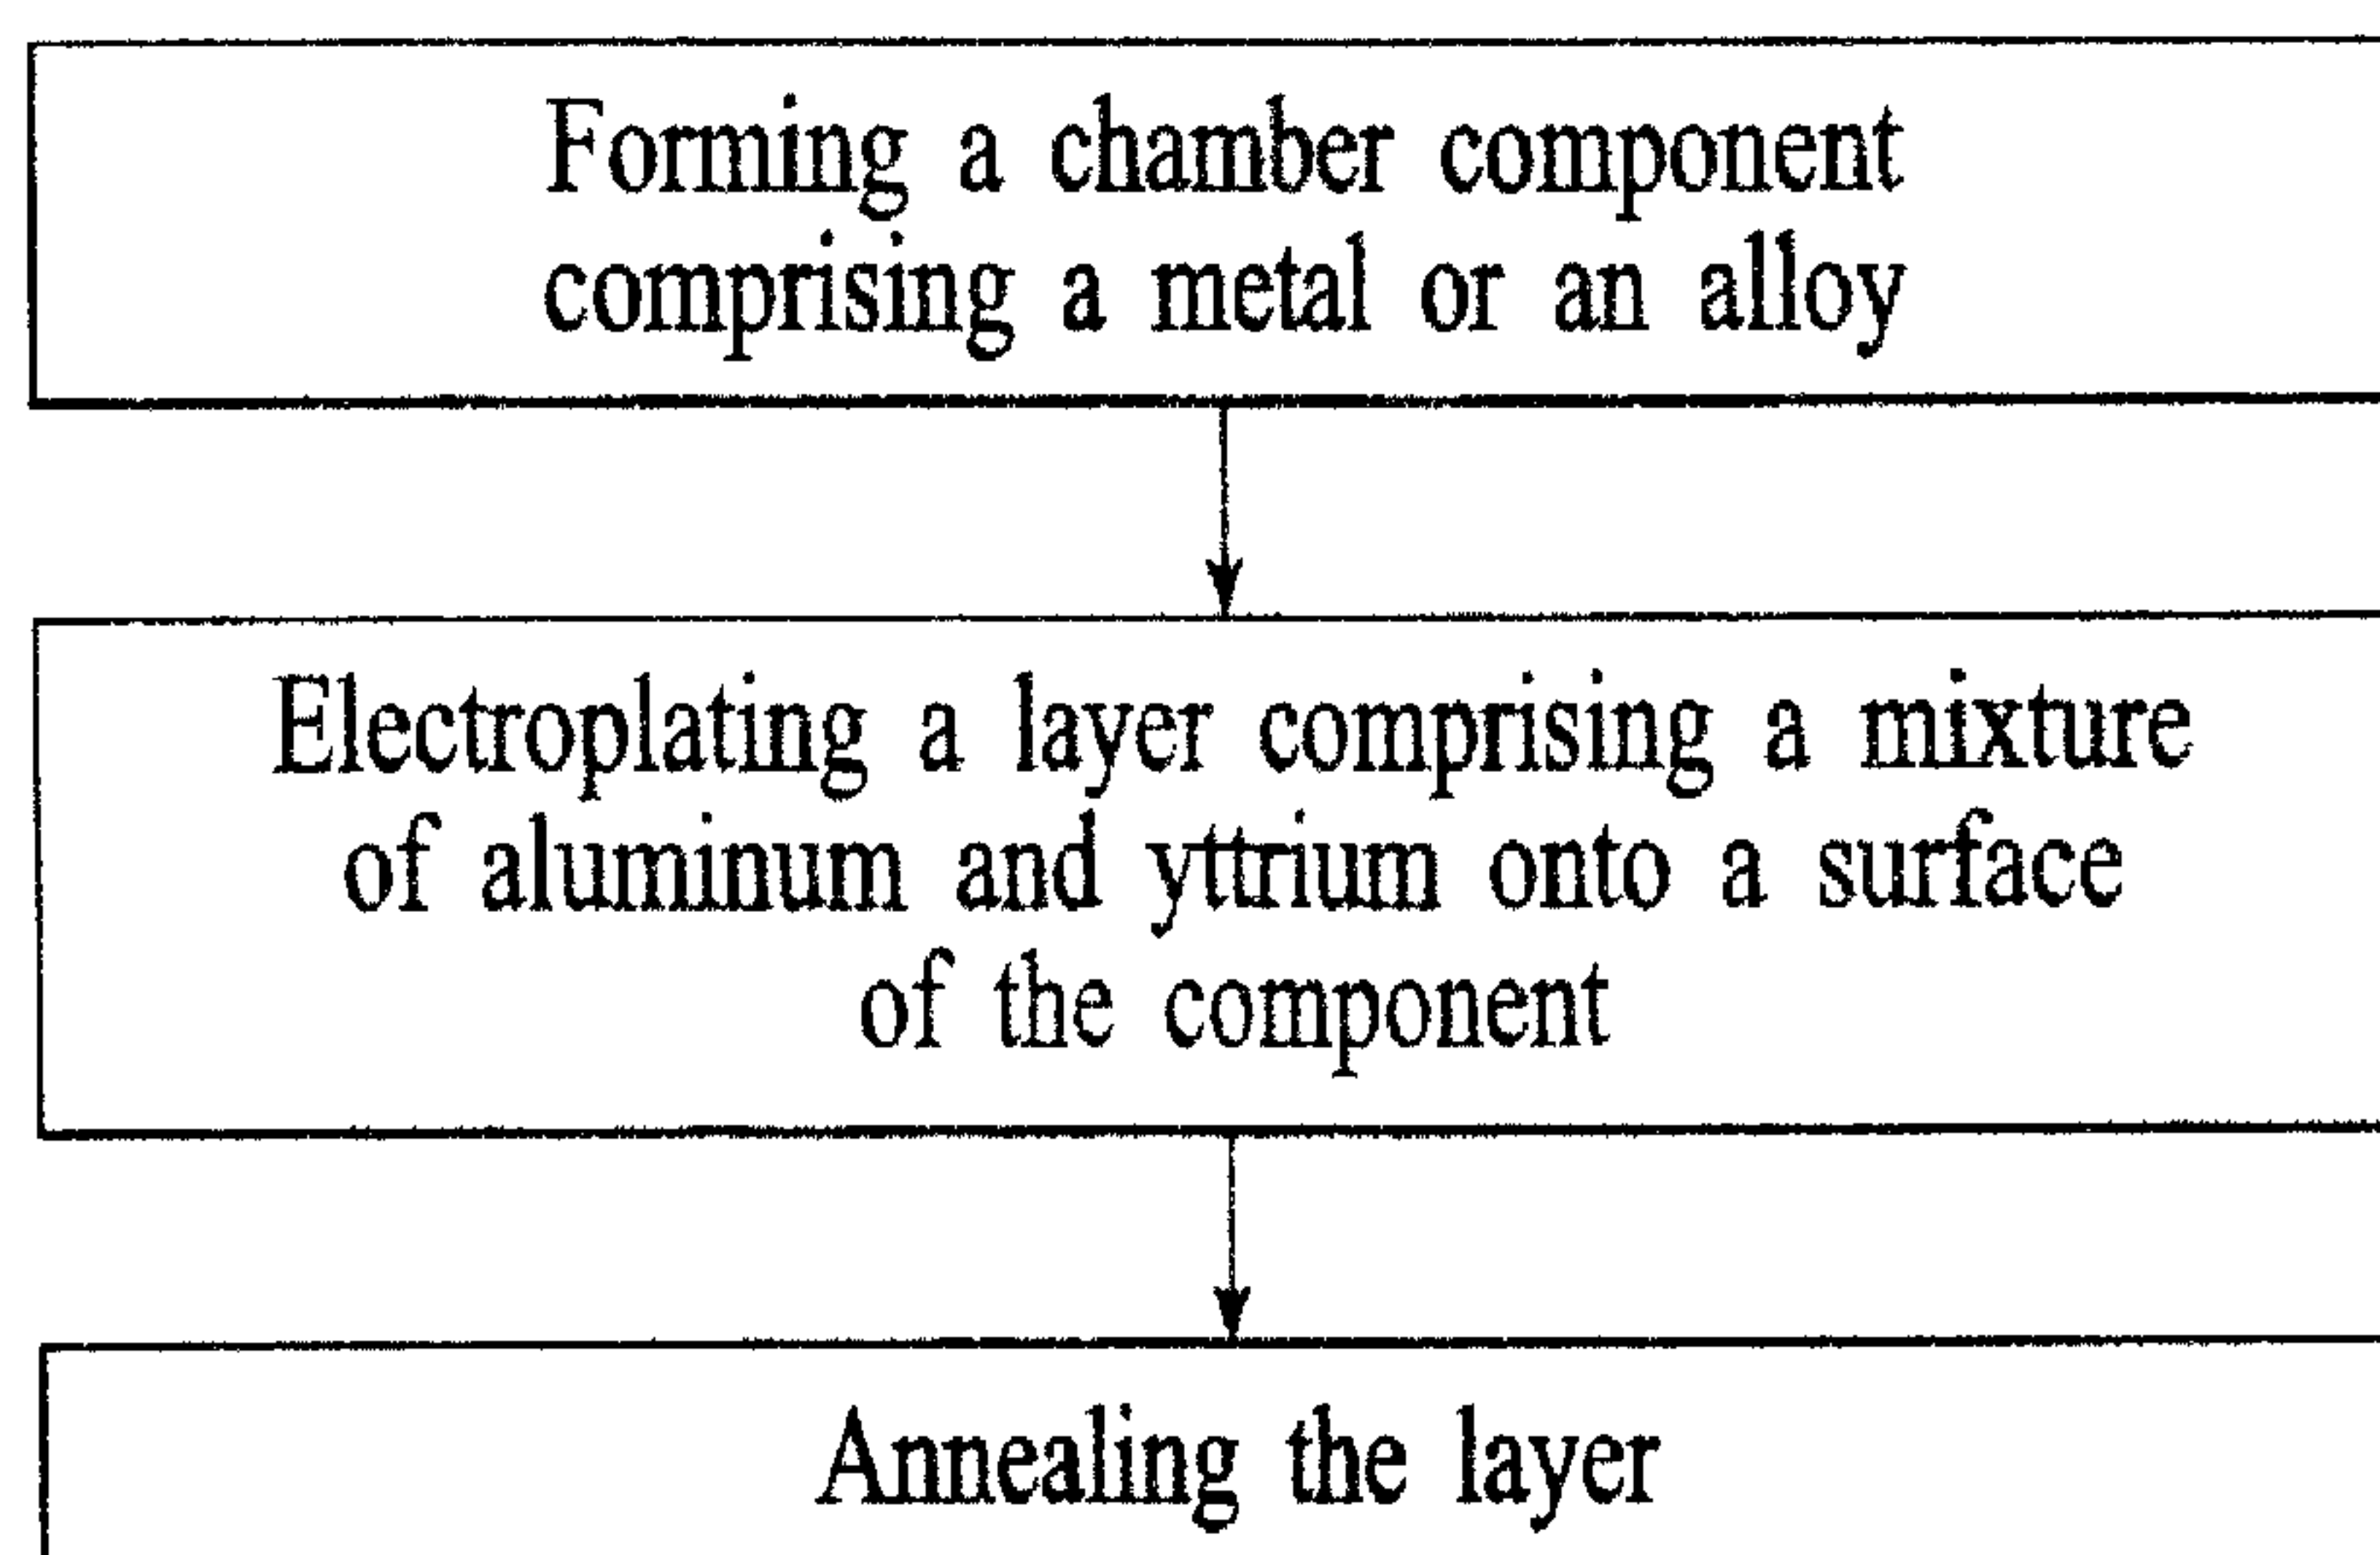 Forming a chamber component
comprising a metal or an alloy
Electroplating a layer comprising a mixture
of aluminum and yttrium onto a surface
of the component
Annealing the layer